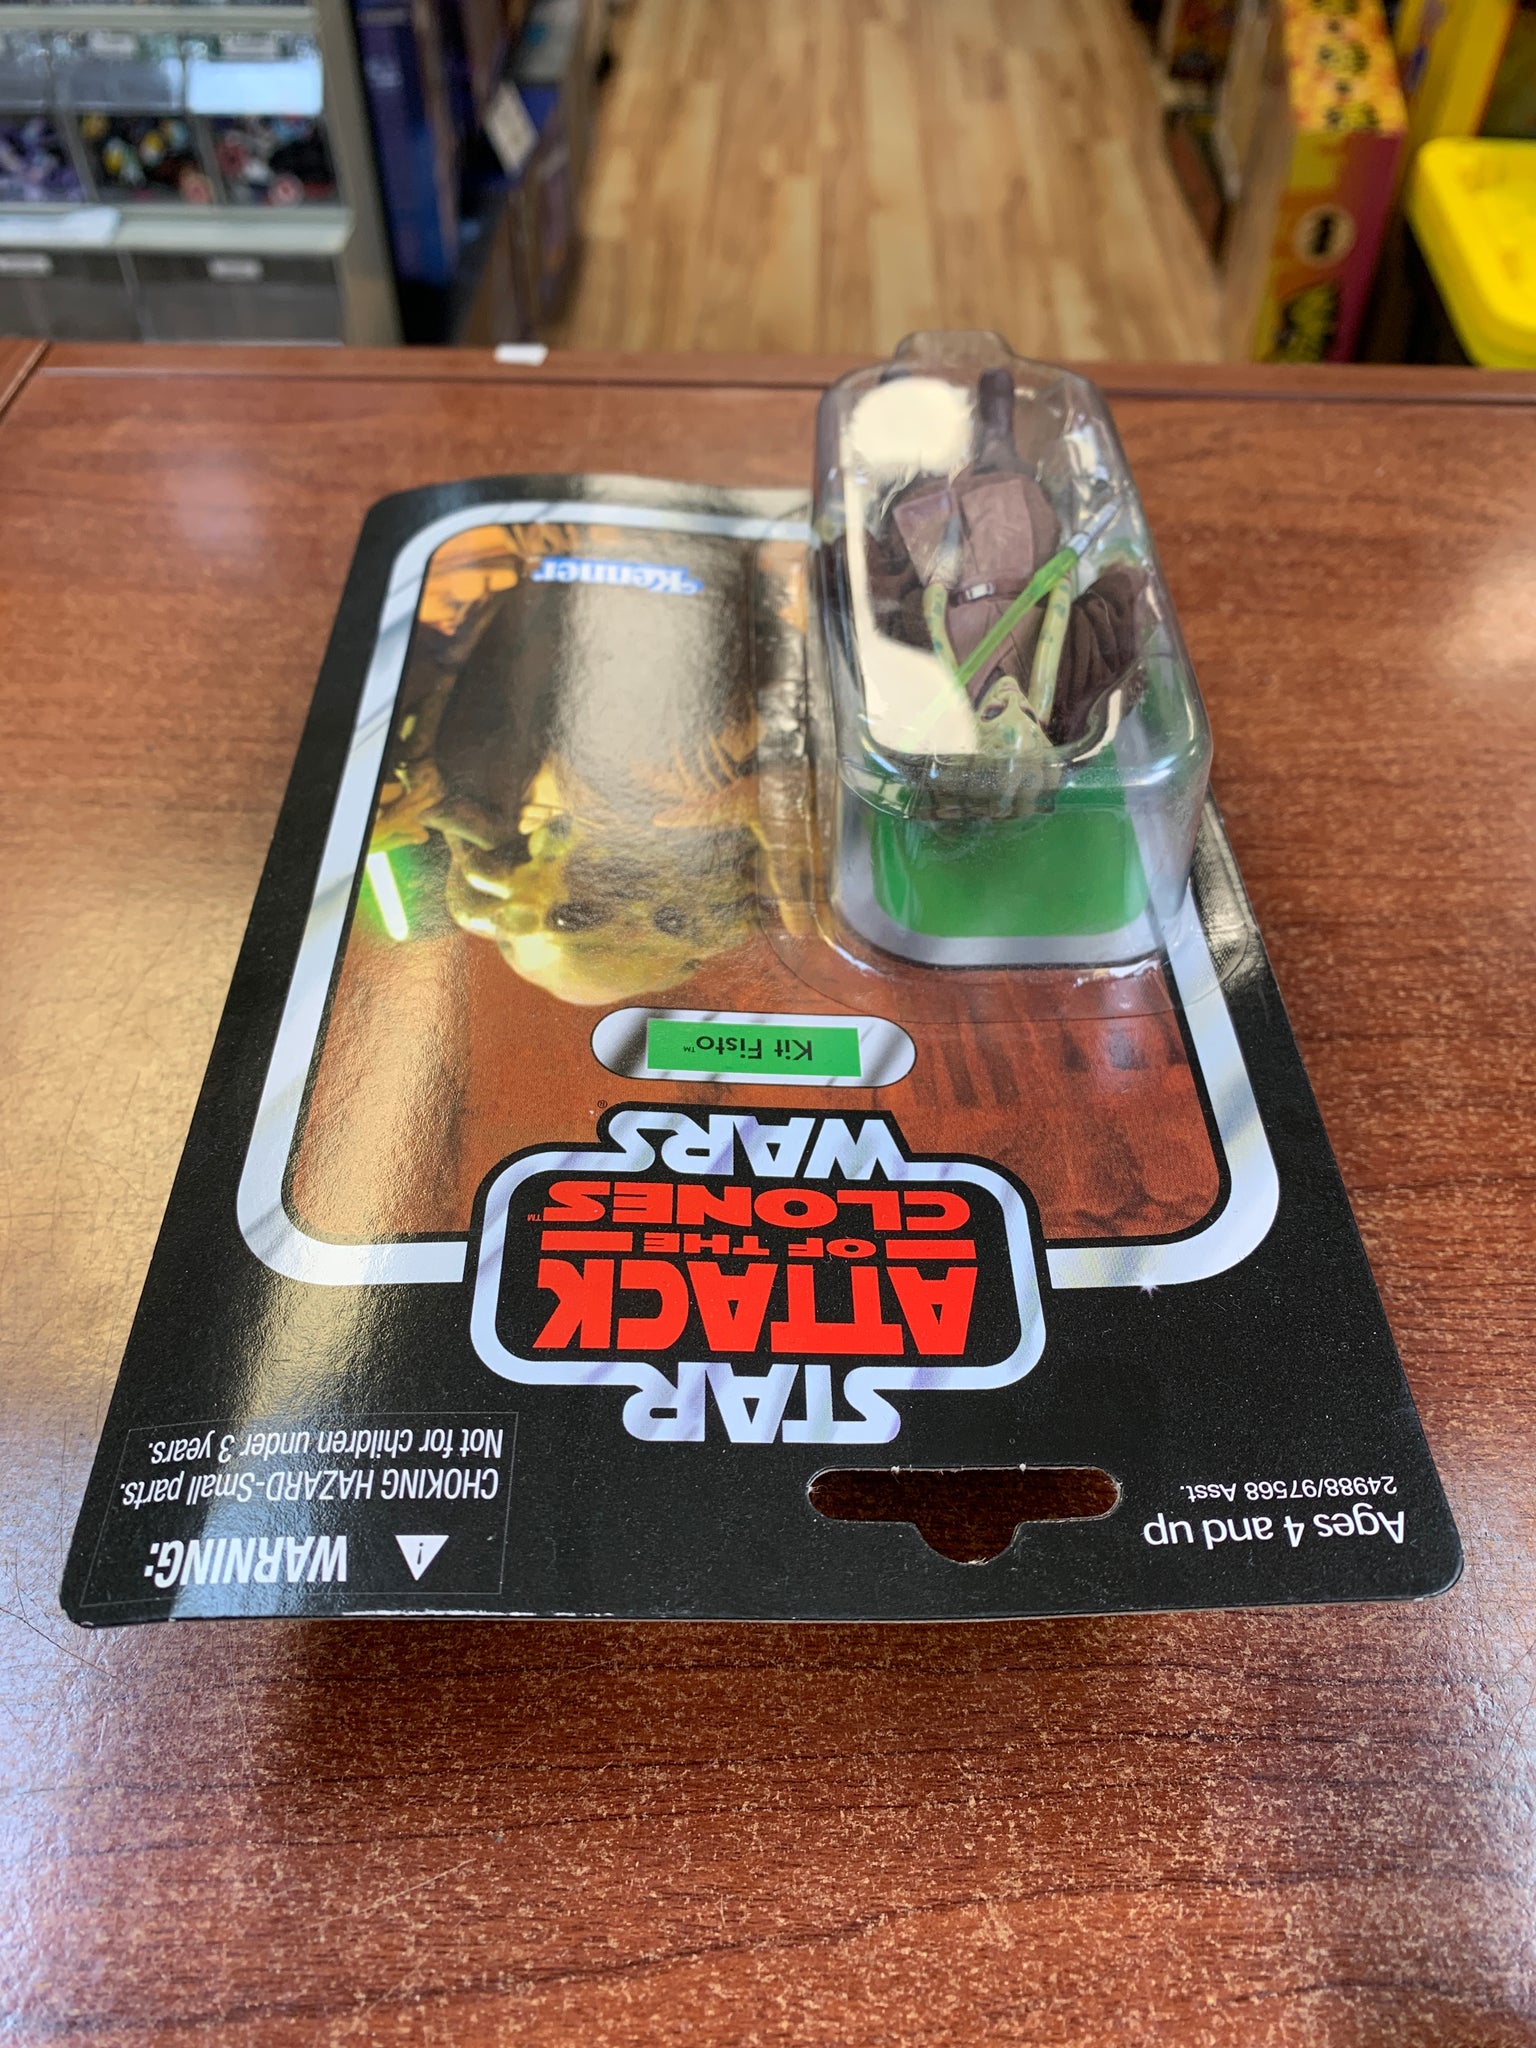 Ages 4 and up
24988/97568 Asst.
WARNING:
CHOKING HAZARD-Small parts.
Not for children under 3 years.
STAR
ATTACK
OF THE
CLONES™
WARS®
Kit Fisto™
Kenner